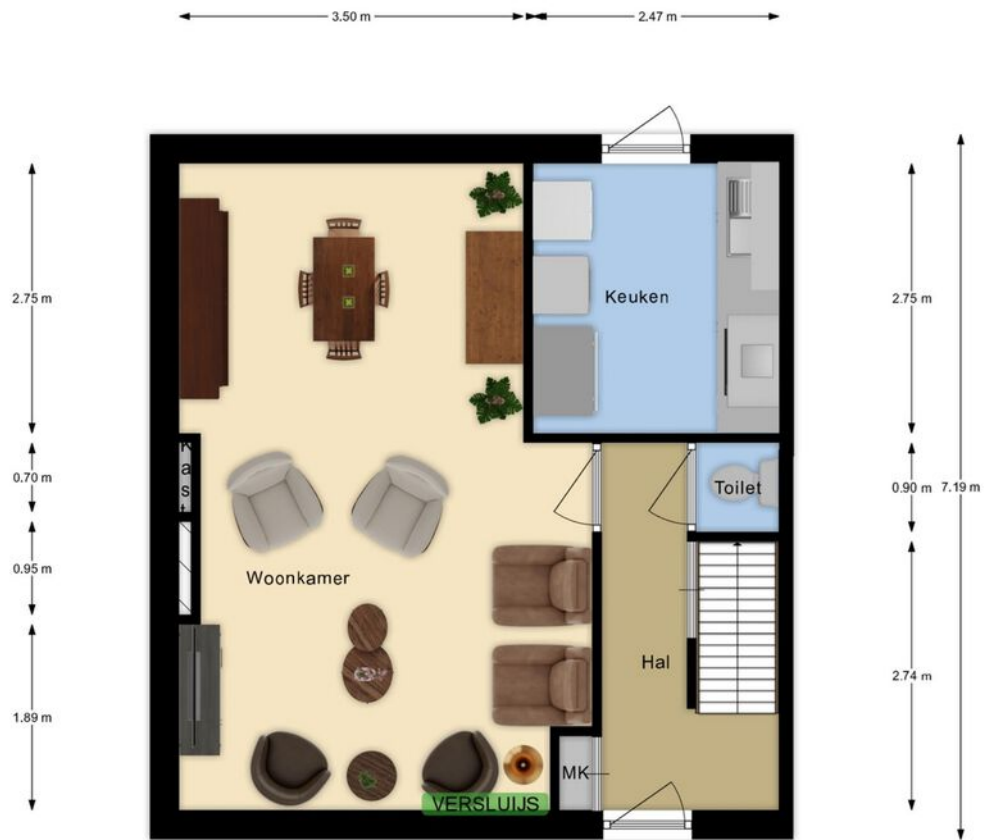 3.50 m
2.47 m
2.75 m
Keuken
2.75 m
Kast
0.70 m
Toilet
0.90 m
7.19 m
0.95 m
Woonkamer
Hal
2.74 m
1.89 m
MK
VERSLUIJS